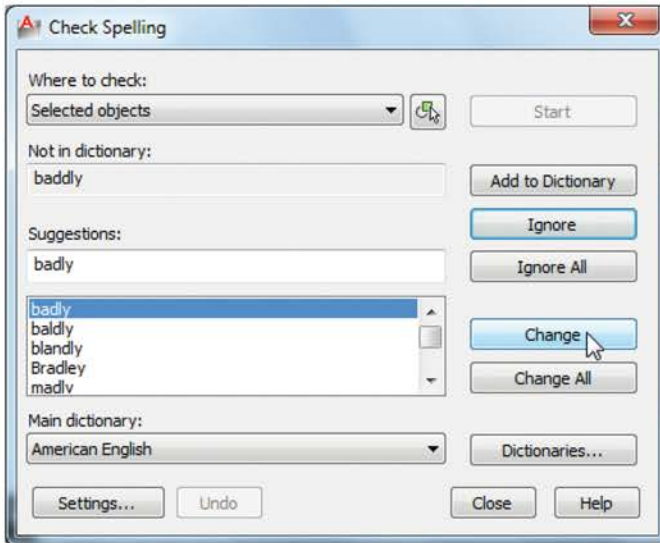 Check Spelling
Where to check:
Selected objects
Start
Not in dictionary:
baddly
Add to Dictionary
Ignore
Suggestions:
badly
Ignore All
badly
baldly
blandly
Bradley
madly
Change
Change All
Main dictionary:
American English
Dictionaries...
Settings...
Undo
Close
Help